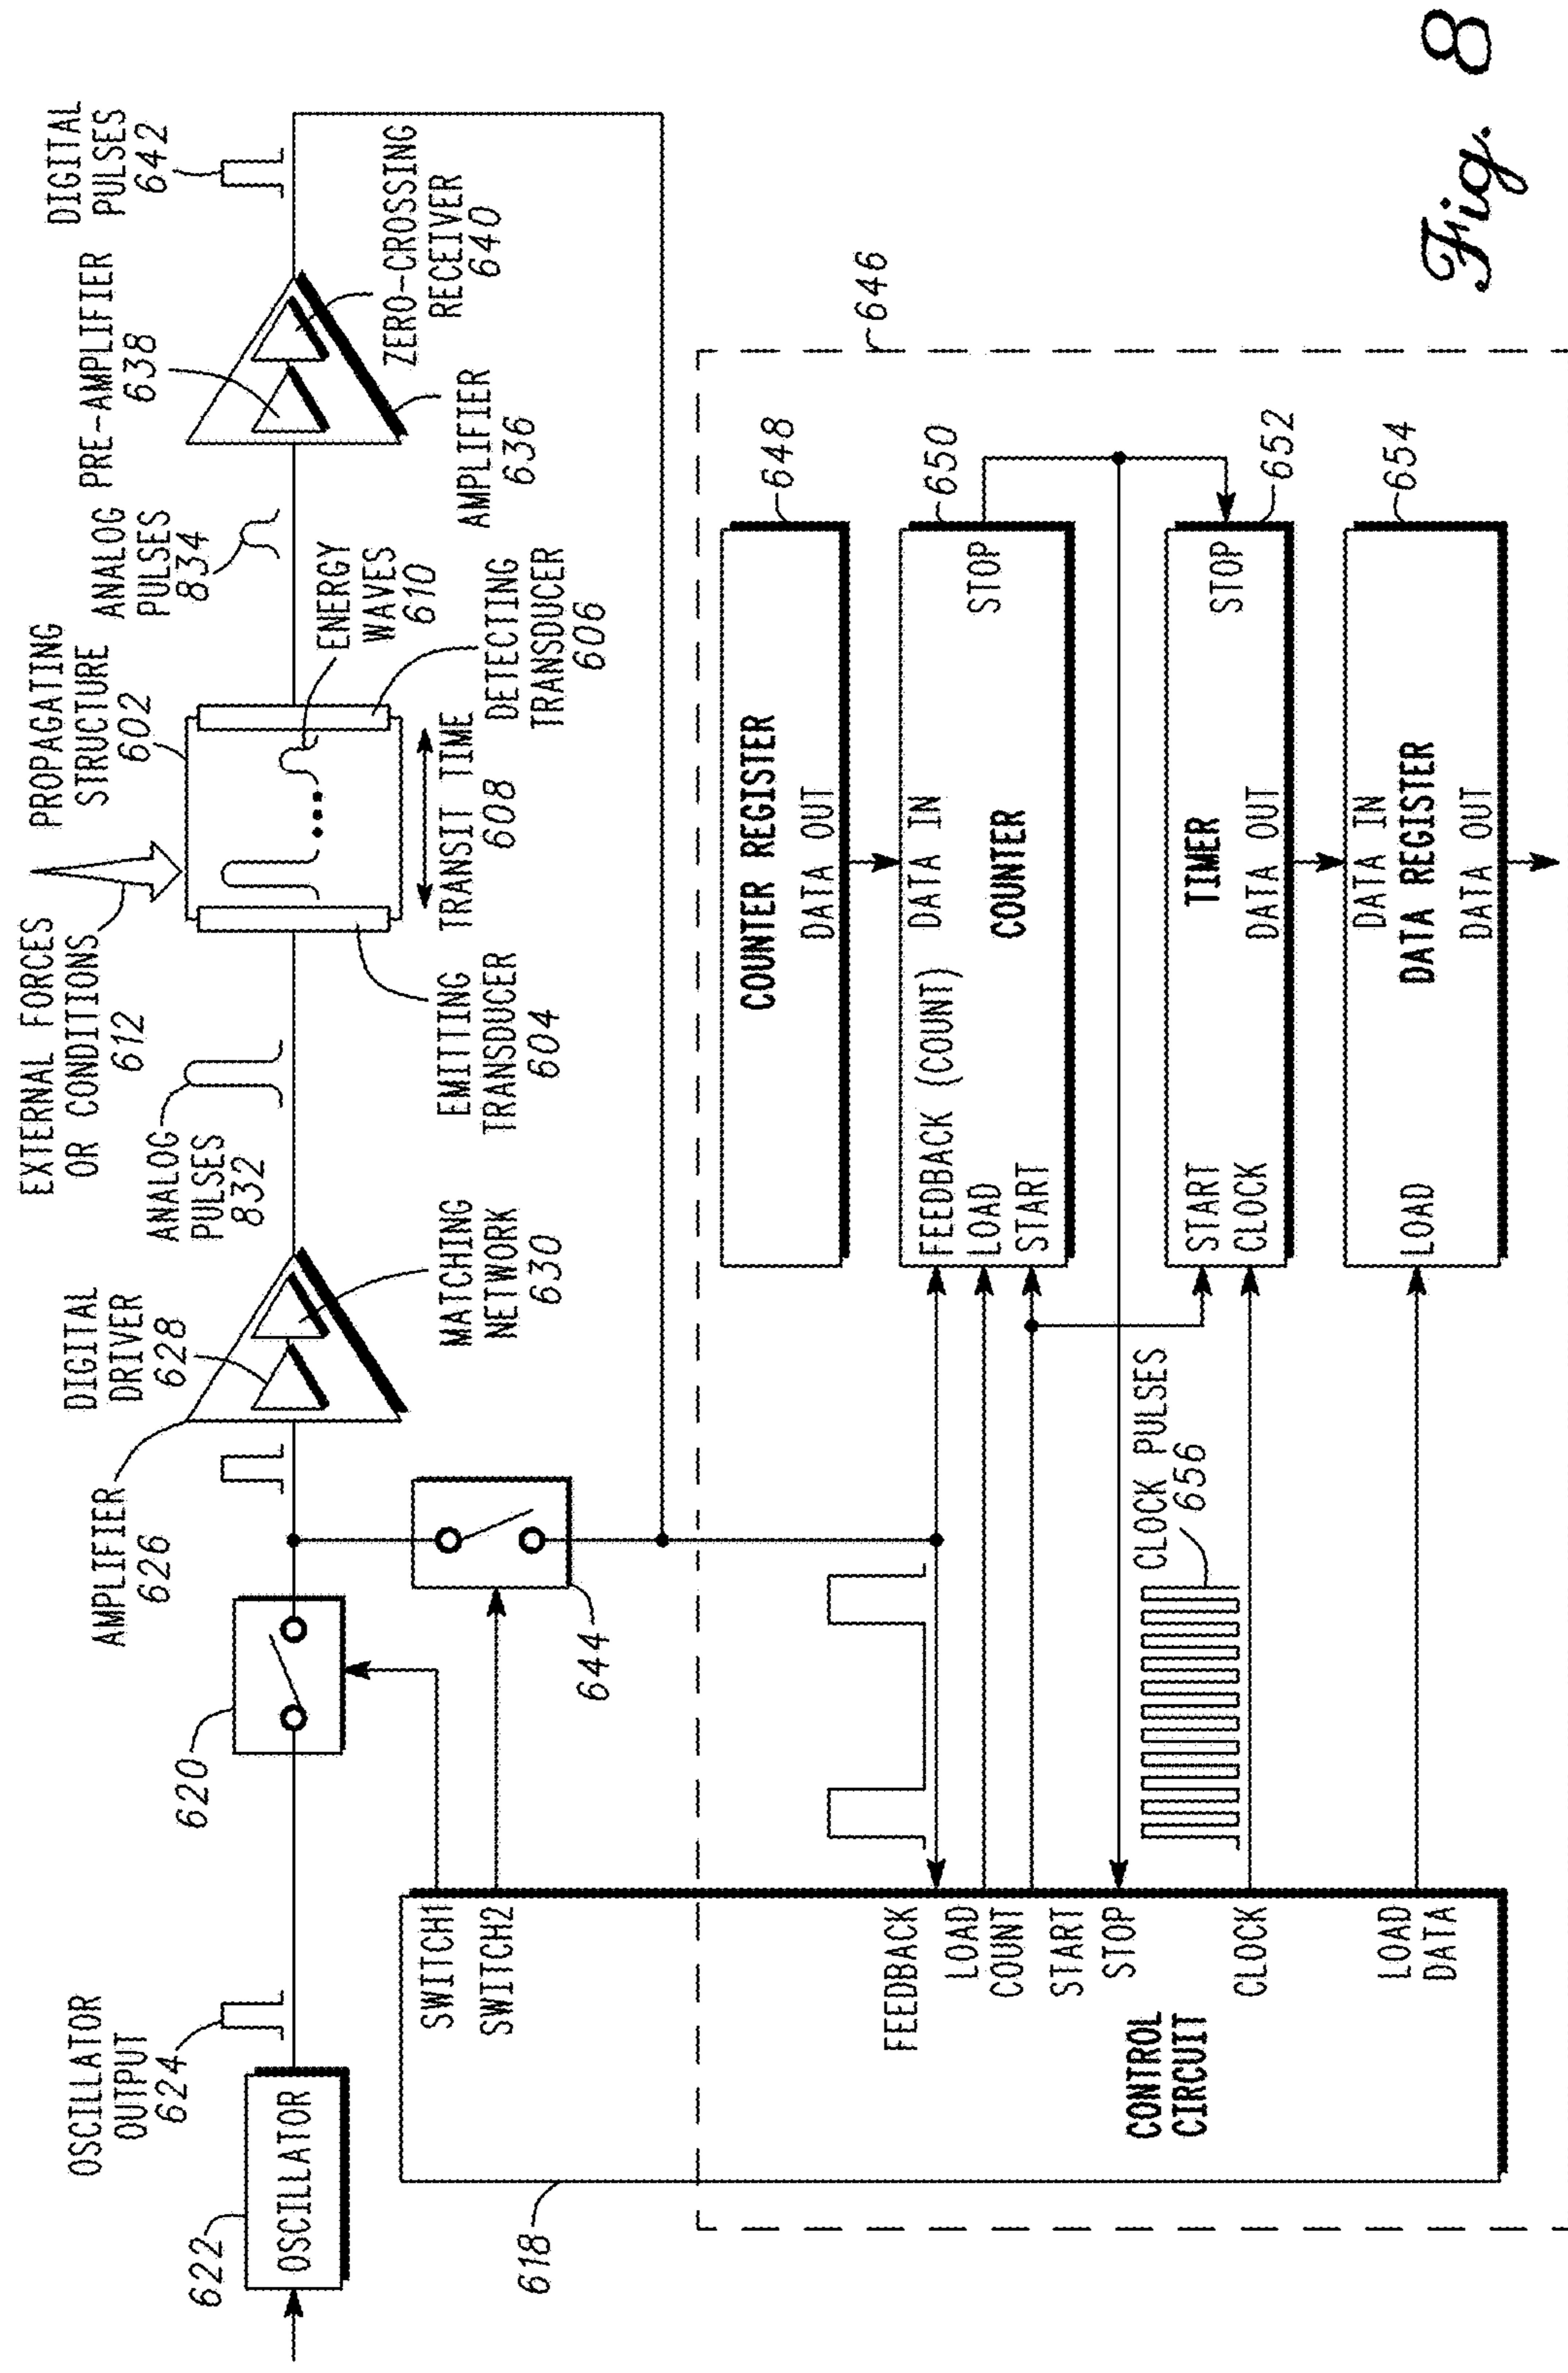 EXTERNAL FORCES
OR CONDITIONS
612
PROPAGATING
STRUCTURE
602
OSCILLATOR
OUTPUT
624
622
OSCILLATOR
620
AMPLIFIER
626
DIGITAL
DRIVER
628
MATCHING
NETWORK
630
ANALOG
PULSES
832
EMITTING
TRANSDUCER
604
TRANSIT TIME
608
ENERGY
WAVES
610
DETECTING
TRANSDUCER
606
ANALOG
PULSES
834
PRE-AMPLIFIER
638
AMPLIFIER
636
ZERO-CROSSING
RECEIVER
640
DIGITAL
PULSES
642
644
618
SWITCH1
SWITCH2
FEEDBACK
LOAD
COUNT
START
STOP
CLOCK
LOAD
DATA
CONTROL
CIRCUIT
646
COUNTER REGISTER
DATA OUT
648
FEEDBACK (COUNT)
DATA IN
LOAD
START
COUNTER
STOP
650
CLOCK PULSES
656
START
CLOCK
TIMER
DATA OUT
STOP
652
LOAD
DATA IN
DATA REGISTER
DATA OUT
654
Fig. 8